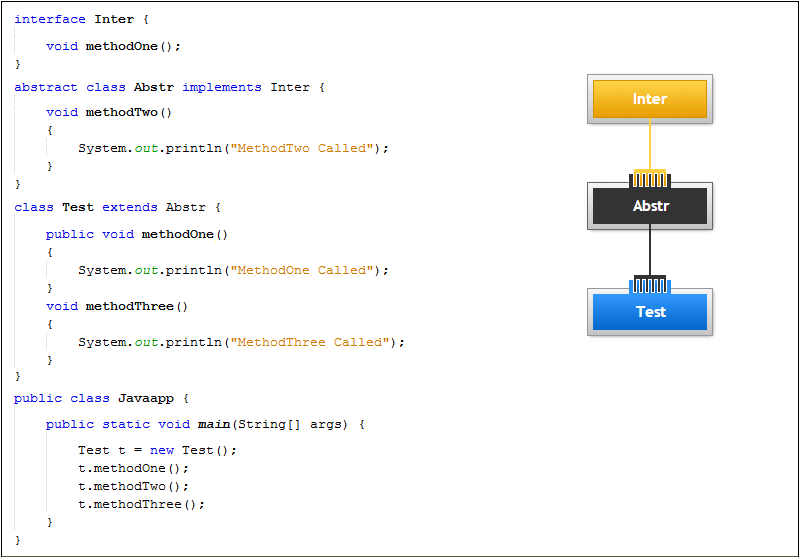 interface Inter {
void methodOne();
}
abstract class Abstr implements Inter {
void methodTwo()
{
System.out.println("MethodTwo Called");
}
}
class Test extends Abstr {
public void methodOne()
{
System.out.println("MethodOne Called");
}
void methodThree()
{
System.out.println("MethodThree Called");
}
}
public class Javaapp {
public static void main(String[] args) {
Test t = new Test();
t.methodOne();
t.methodTwo();
t.methodThree();
}
}
Inter
Abstr
Test